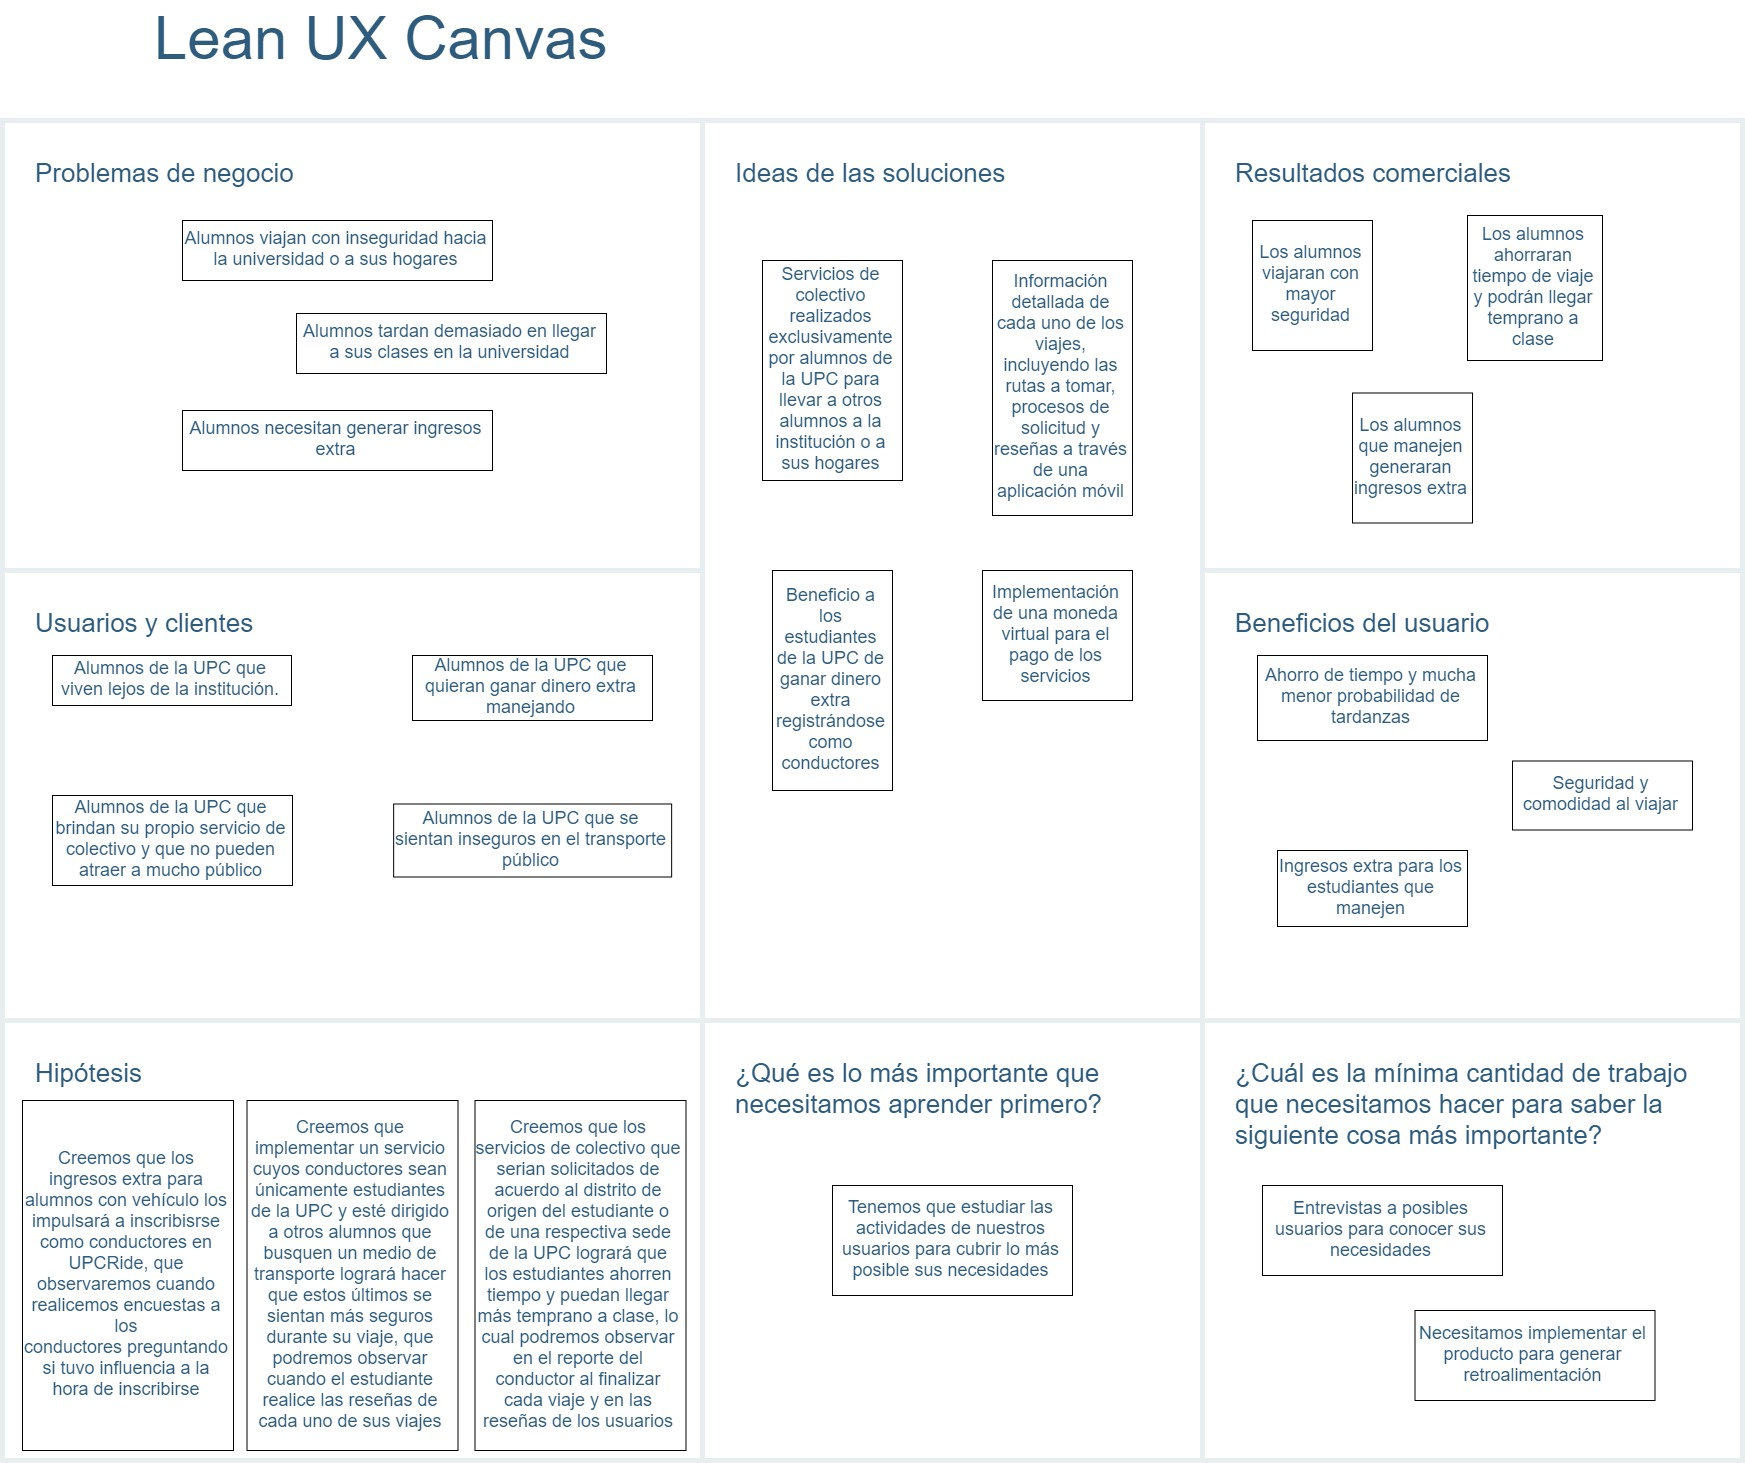 Lean UX Canvas
Problemas de negocio
Alumnos viajan con inseguridad hacia
la universidad o a sus hogares
Alumnos tardan demasiado en llegar
a sus clases en la universidad
Alumnos necesitan generar ingresos
extra
Ideas de las soluciones
Servicios de
colectivo
realizados
exclusivamente
por alumnos de
la UPC para
llevar a otros
alumnos a la
institución o a
sus hogares
Información
detallada de
cada uno de los
viajes,
incluyendo las
rutas a tomar,
procesos de
solicitud y
reseñas a través
de una
aplicación móvil
Beneficio a
los
estudiantes
de la UPC de
ganar dinero
extra
registrándose
como
conductores
Implementación
de una moneda
virtual para el
pago de los
servicios
Resultados comerciales
Los alumnos
viajaran con
mayor
seguridad
Los alumnos
ahorraran
tiempo de viaje
y podrán llegar
temprano a
clase
Los alumnos
que manejen
generaran
ingresos extra
Usuarios y clientes
Alumnos de la UPC que
viven lejos de la institución.
Alumnos de la UPC que
quieran ganar dinero extra
manejando
Alumnos de la UPC que
brindan su propio servicio de
colectivo y que no pueden
atraer a mucho público
Alumnos de la UPC que se
sientan inseguros en el transporte
público
Beneficios del usuario
Ahorro de tiempo y mucha
menor probabilidad de
tardanzas
Seguridad y
comodidad al viajar
Ingresos extra para los
estudiantes que
manejen
Hipótesis
Creemos que los
ingresos extra para
alumnos con vehículo los
impulsará a inscribisrse
como conductores en
UPCRide, que
observaremos cuando
realicemos encuestas a
los
conductores preguntando
si tuvo influencia a la
hora de inscribirse
Creemos que
implementar un servicio
cuyos conductores sean
únicamente estudiantes
de la UPC y esté dirigido
a otros alumnos que
busquen un medio de
transporte logrará hacer
que estos últimos se
sientan más seguros
durante su viaje, que
podremos observar
cuando el estudiante
realice las reseñas de
cada uno de sus viajes
Creemos que los
servicios de colectivo que
serian solicitados de
acuerdo al distrito de
origen del estudiante o
de una respectiva sede
de la UPC logrará que
los estudiantes ahorren
tiempo y puedan llegar
más temprano a clase, lo
cual podremos observar
en el reporte del
conductor al finalizar
cada viaje y en las
reseñas de los usuarios
¿Qué es lo más importante que
necesitamos aprender primero?
Tenemos que estudiar las
actividades de nuestros
usuarios para cubrir lo más
posible sus necesidades
¿Cuál es la mínima cantidad de trabajo
que necesitamos hacer para saber la
siguiente cosa más importante?
Entrevistas a posibles
usuarios para conocer sus
necesidades
Necesitamos implementar el
producto para generar
retroalimentación